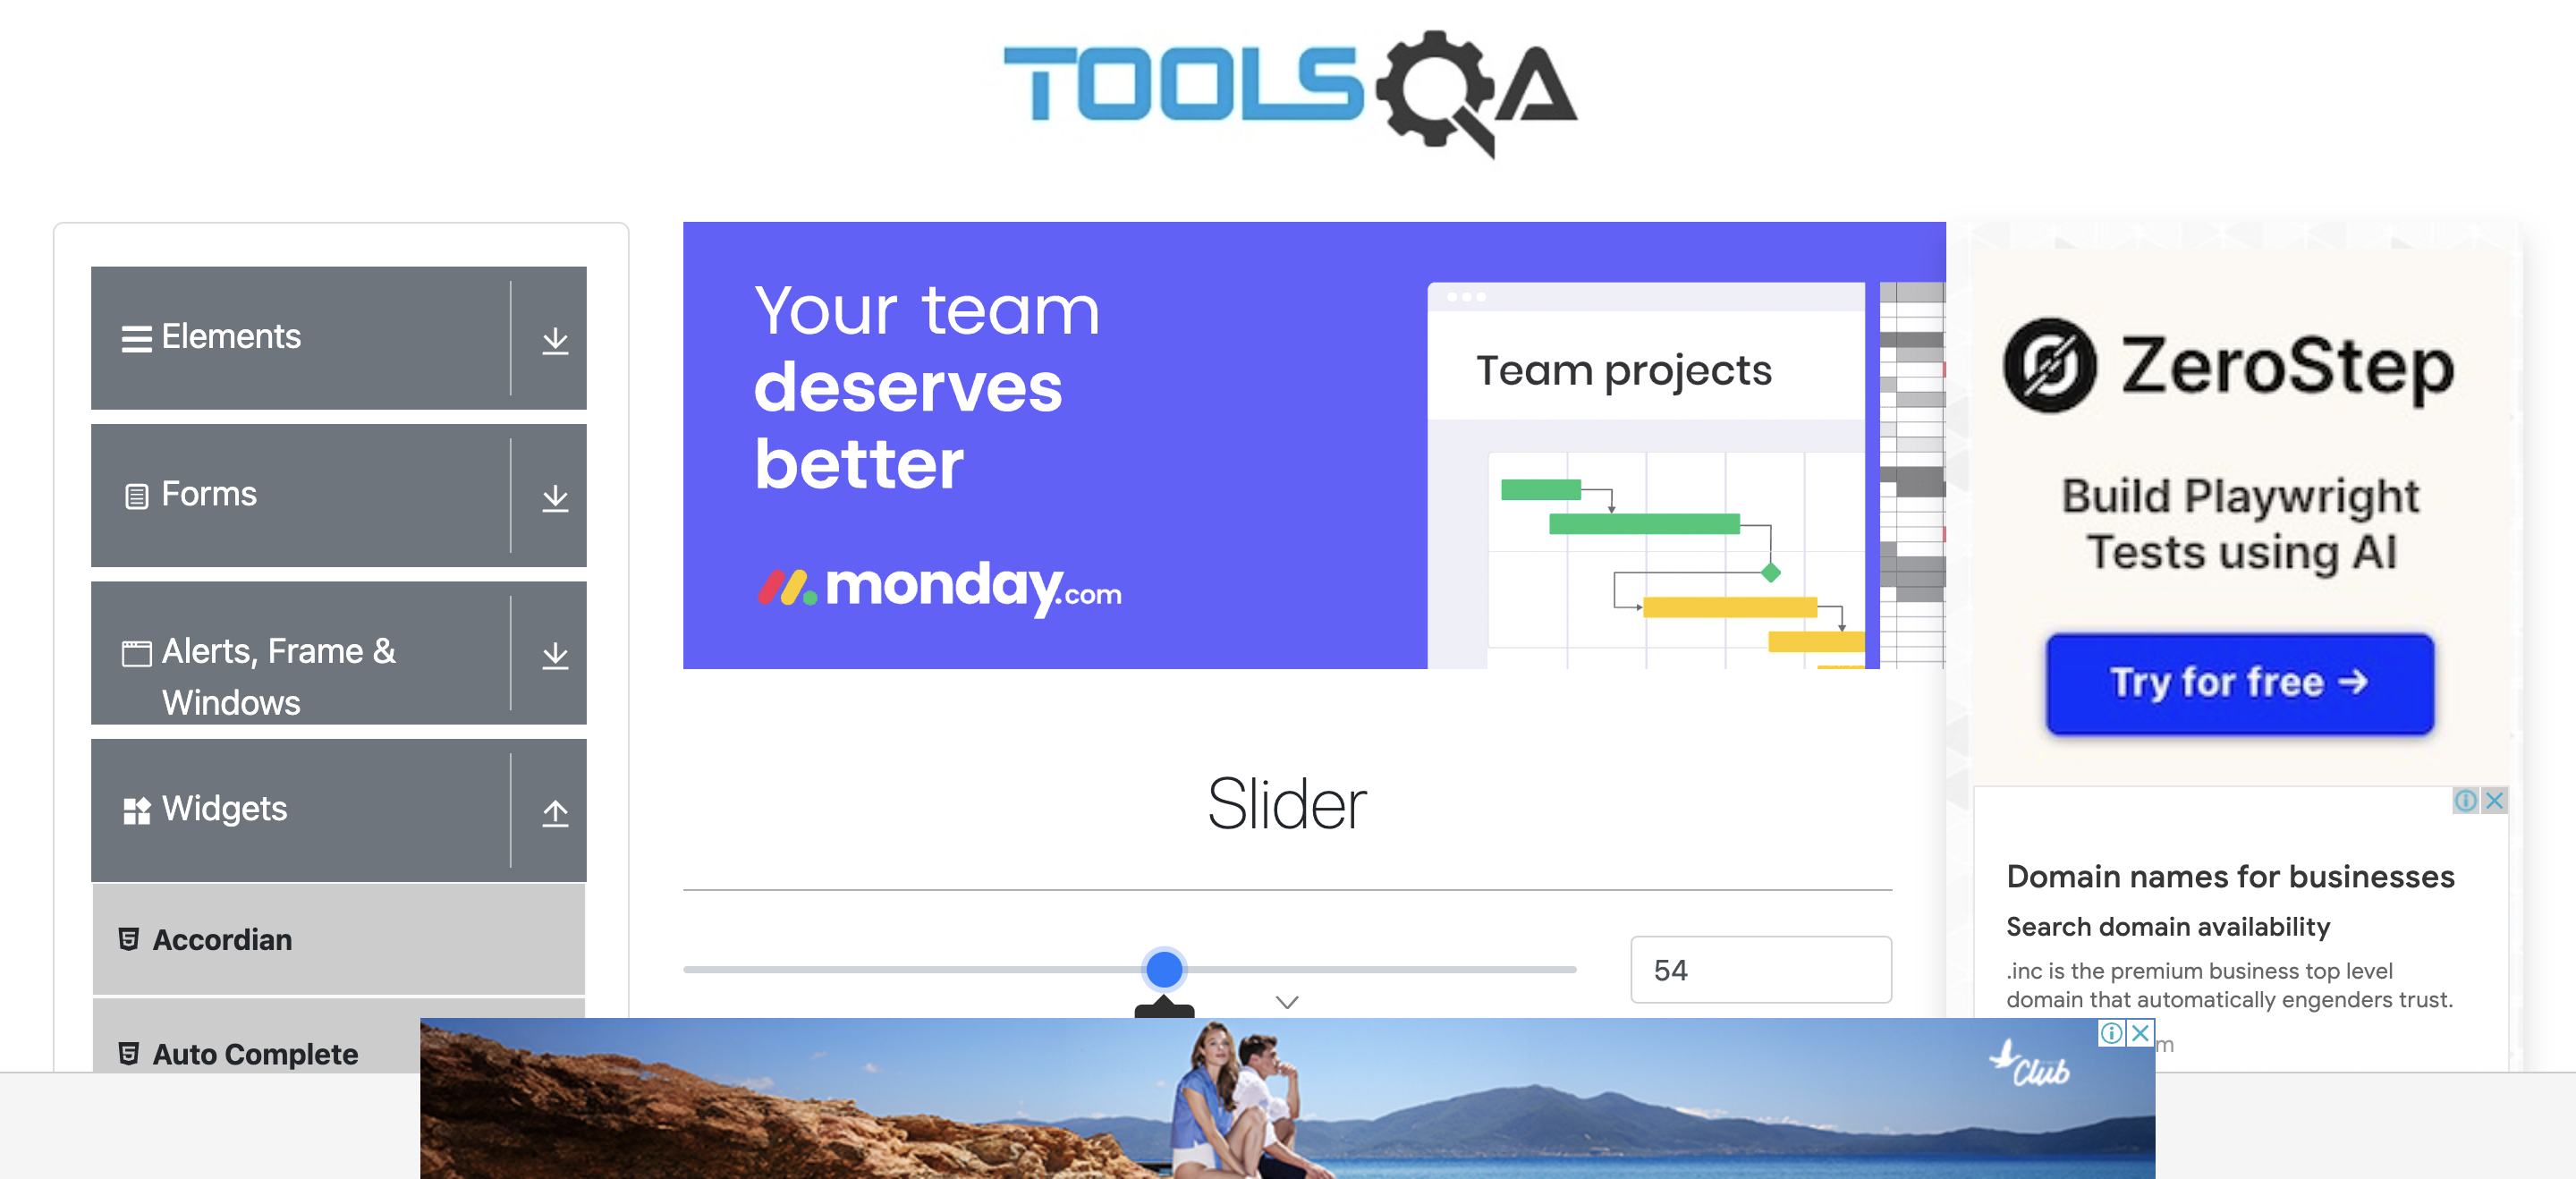 TOOLSQA
Elements
Forms
Alerts, Frame &
Windows
Widgets
Accordian
Auto Complete
Your team
deserves
better
monday.com
Team projects
Slider
54
ZeroStep
Build Playwright
Tests using AI
Try for free →
Domain names for businesses
Search domain availability
.inc is the premium business top level
domain that automatically engenders trust.
m
Club